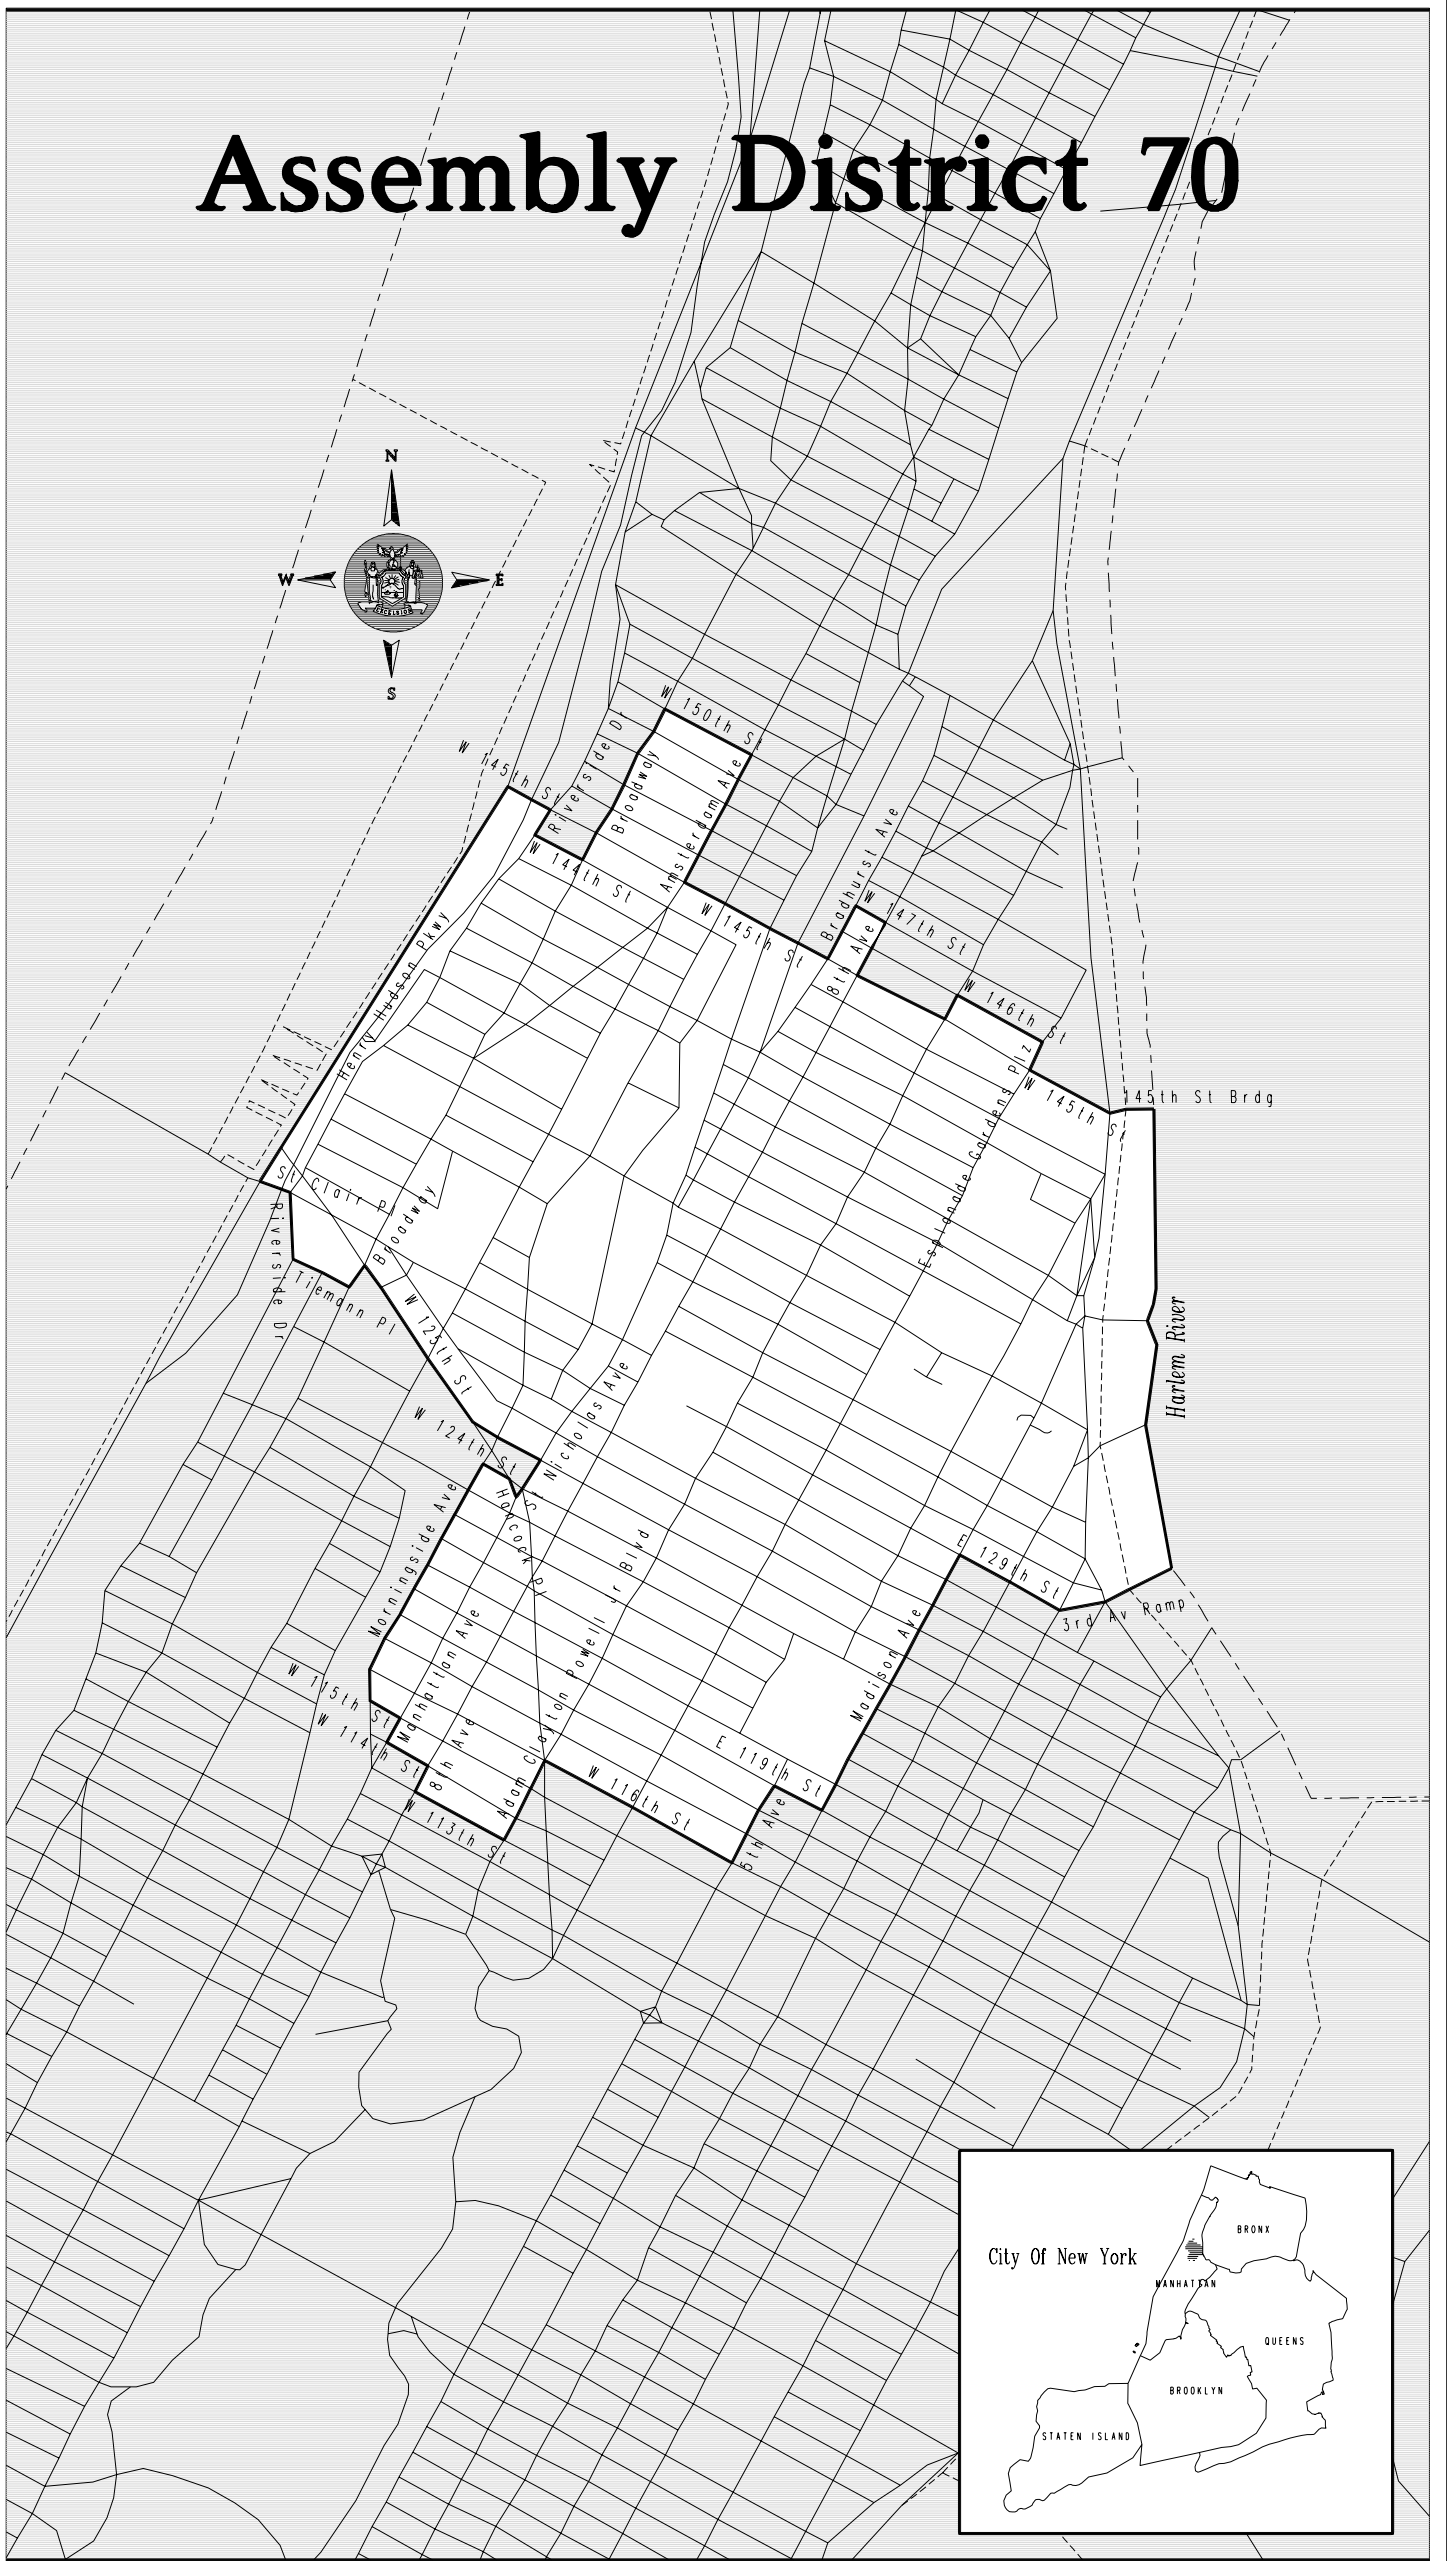 Assembly District 70
N
W
E
EXCELSIOR
S
W 150th St
W 145th St
Riverside Dr
Broadway
Amsterdam Ave
W 144th St
Bradhurst Ave
W 147th St
W 145th St
8th Ave
Henry Hudson Pkwy
W 146th St
Esplanade Gardens Plz
W 145th St
145th St Brdg
St Clair Pl
Riverside Dr
Broadway
Tiemann Pl
W 125th St
Harlem River
St Nicholas Ave
W 124th St
Hancock Pl
Morningside Ave
E 129th St
3rd Av Ramp
Manhattan Ave
Adam Clayton Powell Jr Blvd
Madison Ave
W 115th St
W 114th St
8th Ave
E 119th St
W 116th St
5th Ave
W 113th St
City Of New York
BRONX
MANHATTAN
QUEENS
BROOKLYN
STATEN ISLAND